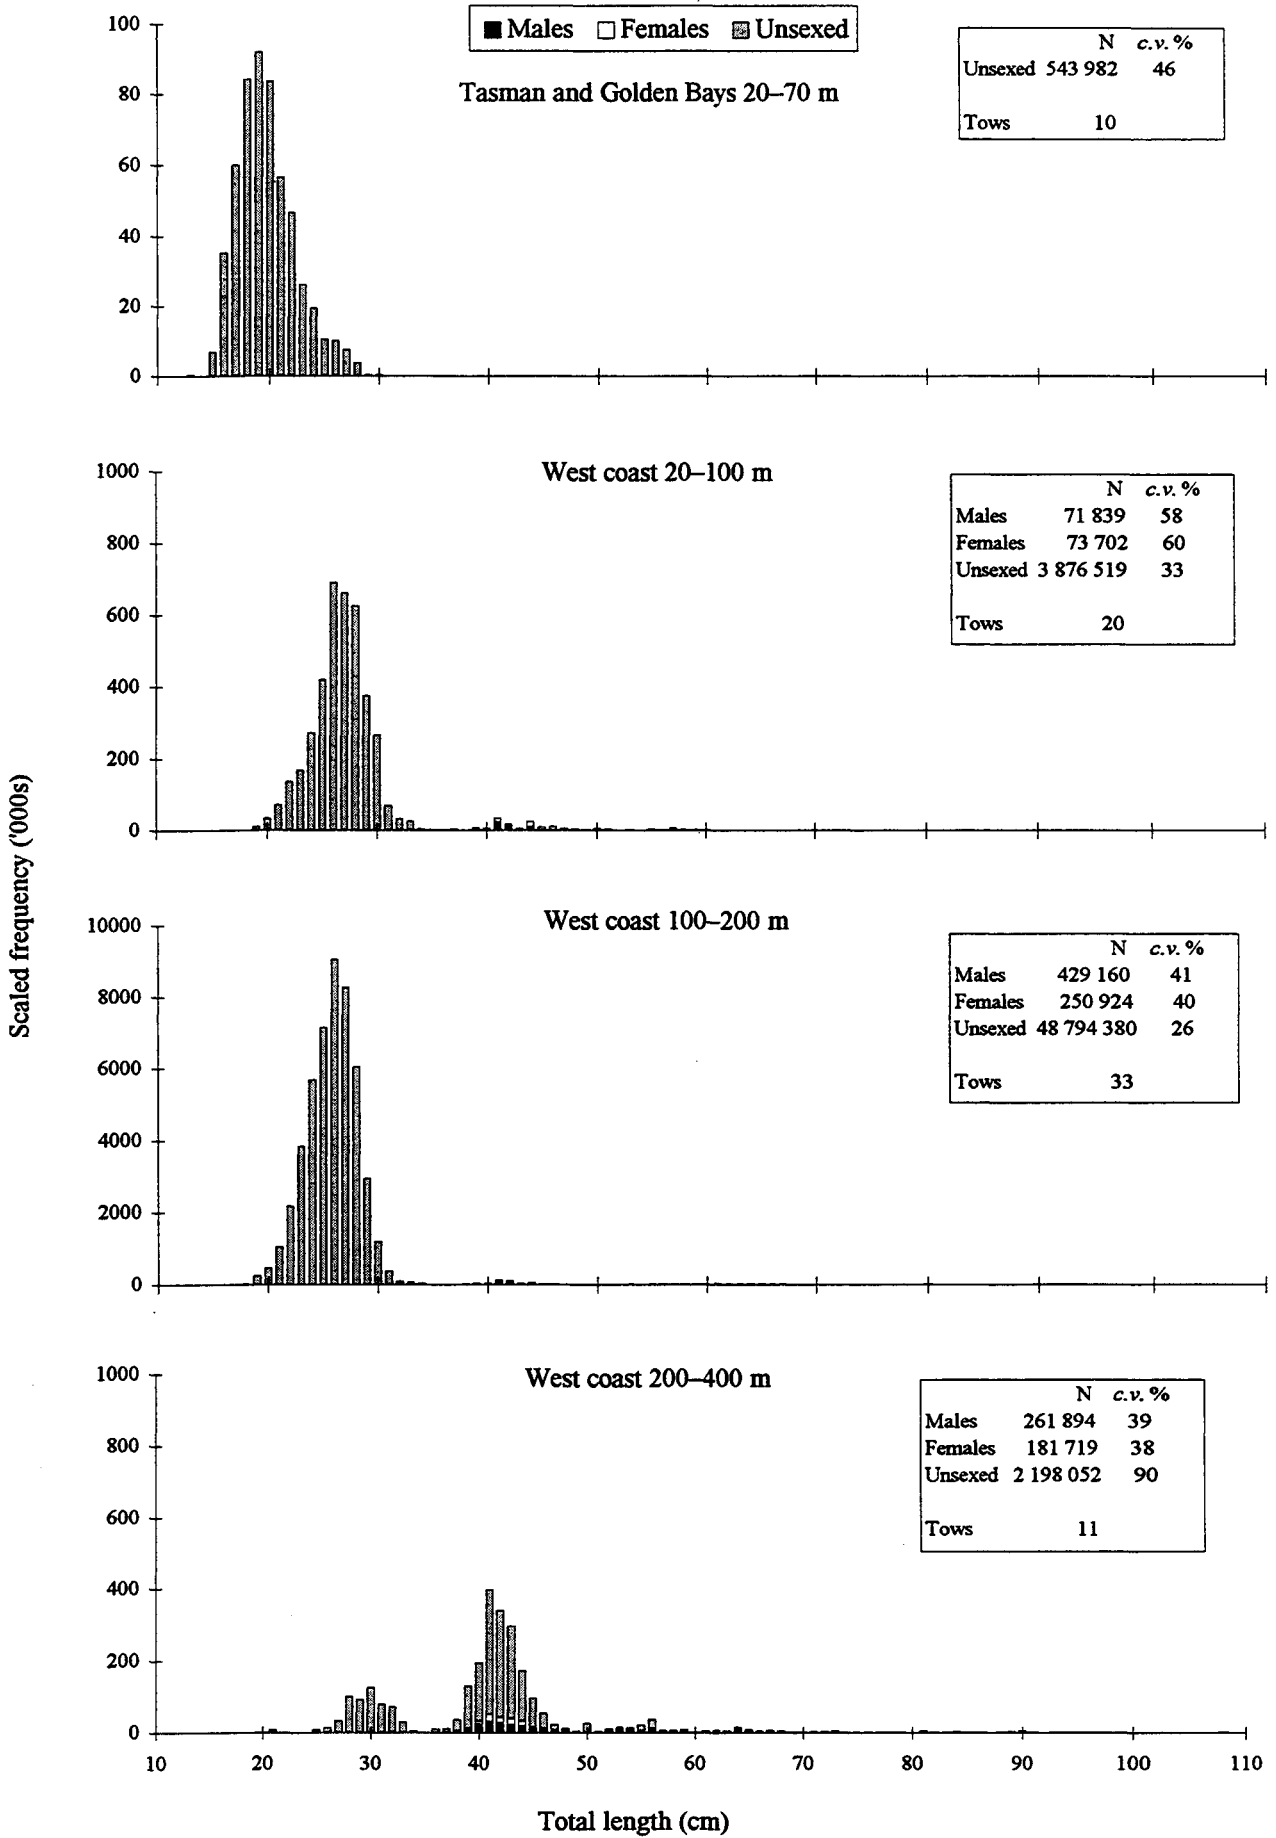 Males Females Unsexed
Tasman and Golden Bays 20–70 m
N c.v. %
Unsexed 543 982 46
Tows 10
100
80
60
40
20
0
West coast 20–100 m
N c.v. %
Males 71 839 58
Females 73 702 60
Unsexed 3 876 519 33
Tows 20
1000
800
600
400
200
0
Scaled frequency ('000s)
West coast 100–200 m
N c.v. %
Males 429 160 41
Females 250 924 40
Unsexed 48 794 380 26
Tows 33
10000
8000
6000
4000
2000
0
West coast 200–400 m
N c.v. %
Males 261 894 39
Females 181 719 38
Unsexed 2 198 052 90
Tows 11
1000
800
600
400
200
0
10 20 30 40 50 60 70 80 90 100 110
Total length (cm)